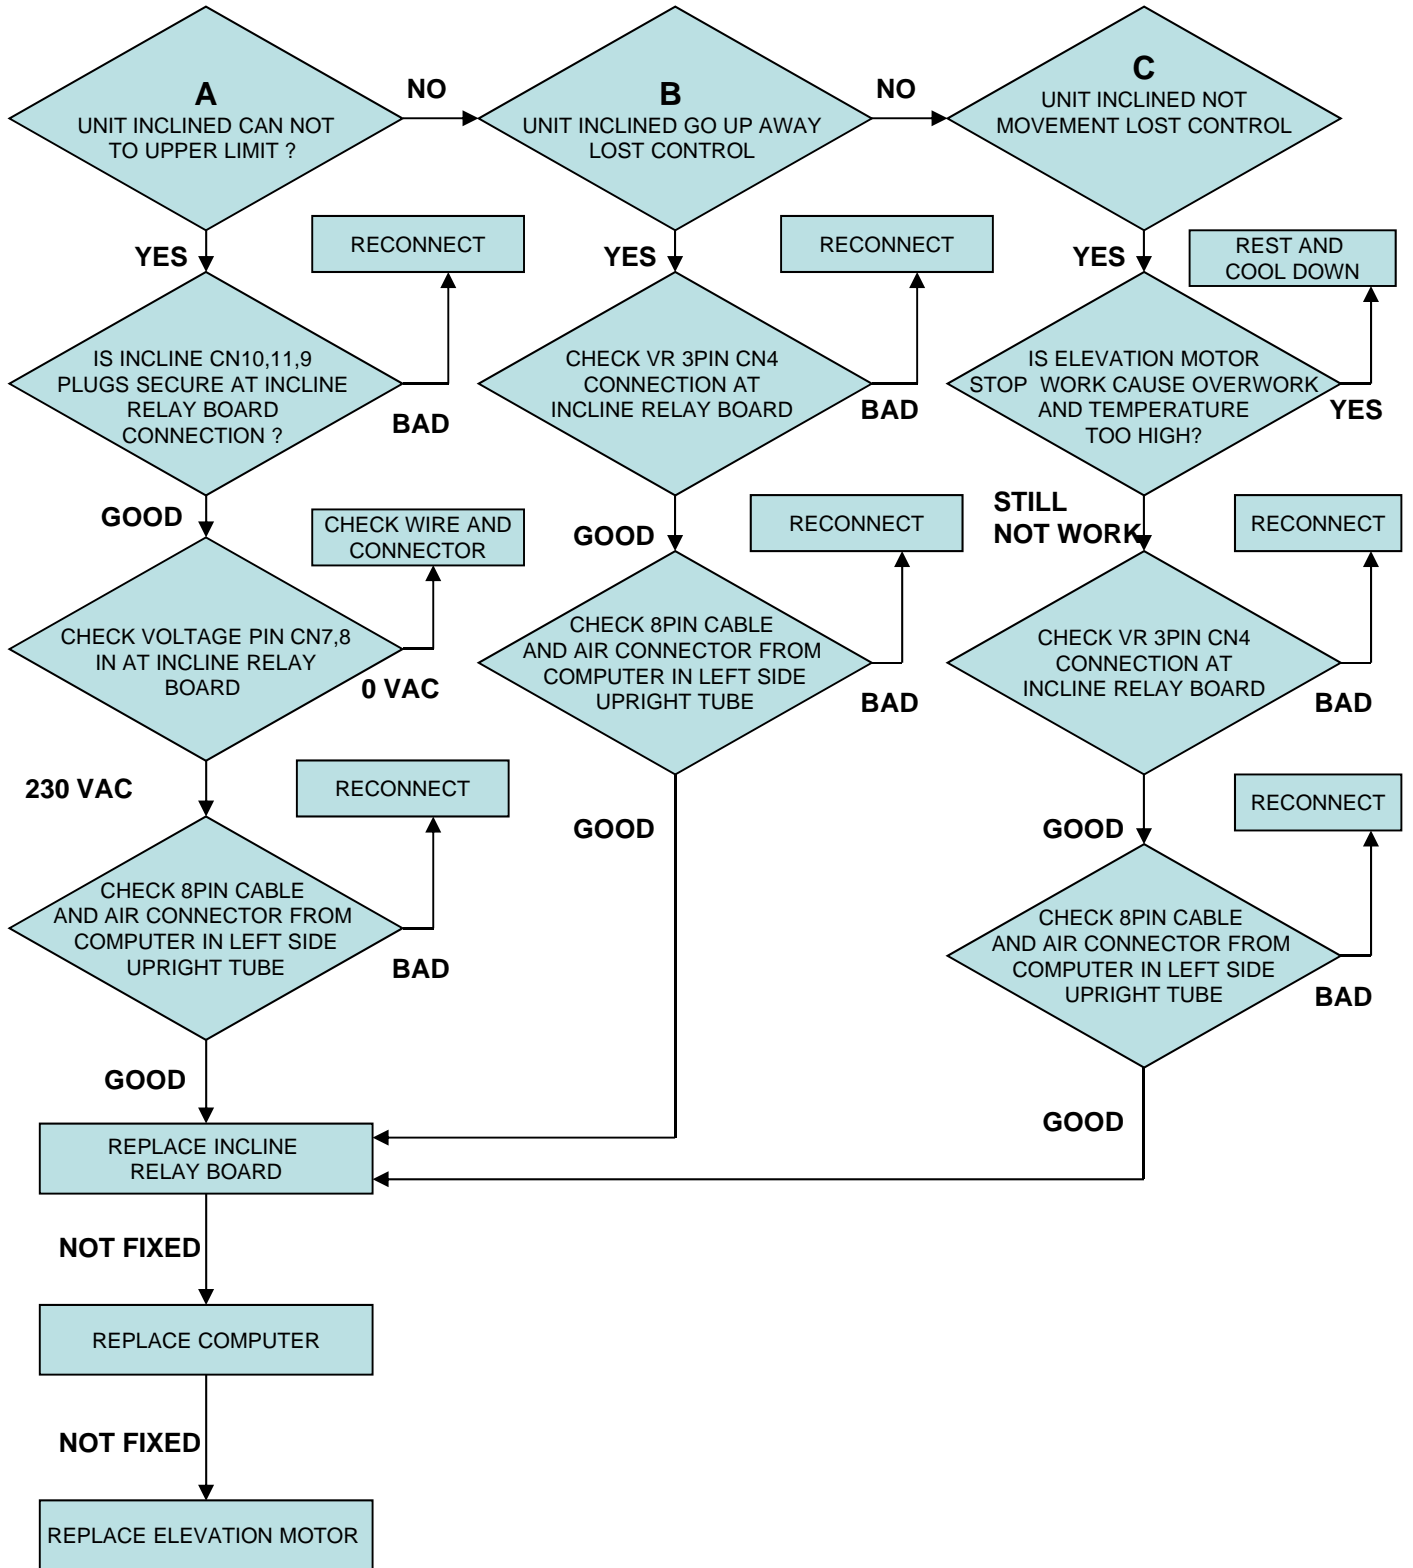 A
UNIT INCLINED CAN NOT
TO UPPER LIMIT ?
NO
B
UNIT INCLINED GO UP AWAY
LOST CONTROL
NO
C
UNIT INCLINED NOT
MOVEMENT LOST CONTROL
YES
RECONNECT
YES
RECONNECT
YES
REST AND
COOL DOWN
IS INCLINE CN10,11,9
PLUGS SECURE AT INCLINE
RELAY BOARD
CONNECTION ?
BAD
CHECK VR 3PIN CN4
CONNECTION AT
INCLINE RELAY BOARD
BAD
IS ELEVATION MOTOR
STOP WORK CAUSE OVERWORK
AND TEMPERATURE
TOO HIGH?
YES
GOOD
CHECK WIRE AND
CONNECTOR
GOOD
RECONNECT
STILL
NOT WORK
RECONNECT
CHECK VOLTAGE PIN CN7,8
IN AT INCLINE RELAY
BOARD
0 VAC
CHECK 8PIN CABLE
AND AIR CONNECTOR FROM
COMPUTER IN LEFT SIDE
UPRIGHT TUBE
BAD
CHECK VR 3PIN CN4
CONNECTION AT
INCLINE RELAY BOARD
BAD
230 VAC
RECONNECT
GOOD
GOOD
RECONNECT
CHECK 8PIN CABLE
AND AIR CONNECTOR FROM
COMPUTER IN LEFT SIDE
UPRIGHT TUBE
BAD
CHECK 8PIN CABLE
AND AIR CONNECTOR FROM
COMPUTER IN LEFT SIDE
UPRIGHT TUBE
BAD
GOOD
GOOD
REPLACE INCLINE
RELAY BOARD
NOT FIXED
REPLACE COMPUTER
NOT FIXED
REPLACE ELEVATION MOTOR